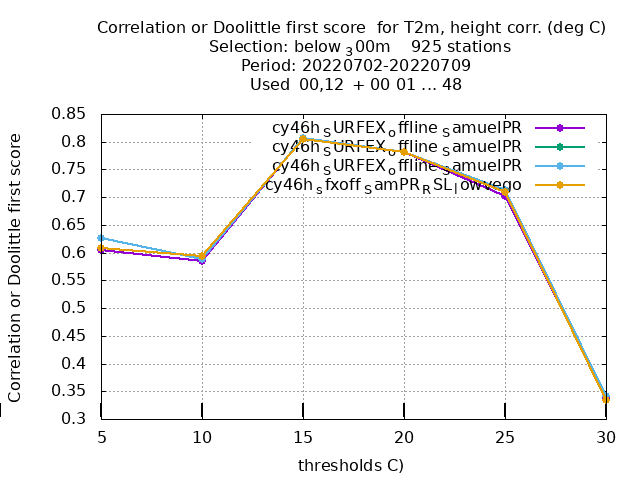 Correlation or Doolittle first score  for T2m, height corr. (deg C)
Selection: below 300m    925 stations
Period: 20220702-20220709
Used  00,12  + 00 01 ... 48
Correlation or Doolittle first score
0.85
0.8
0.75
0.7
0.65
0.6
0.55
0.5
0.45
0.4
0.35
0.3
cy46h_SURFEX_offline_SamuelPR
cy46h_SURFEX_offline_SamuelPR
cy46h_SURFEX_offline_SamuelPR
cy46h_sfxoff_SamPR_RSL_lowvego
5 10 15 20 25 30
thresholds C)